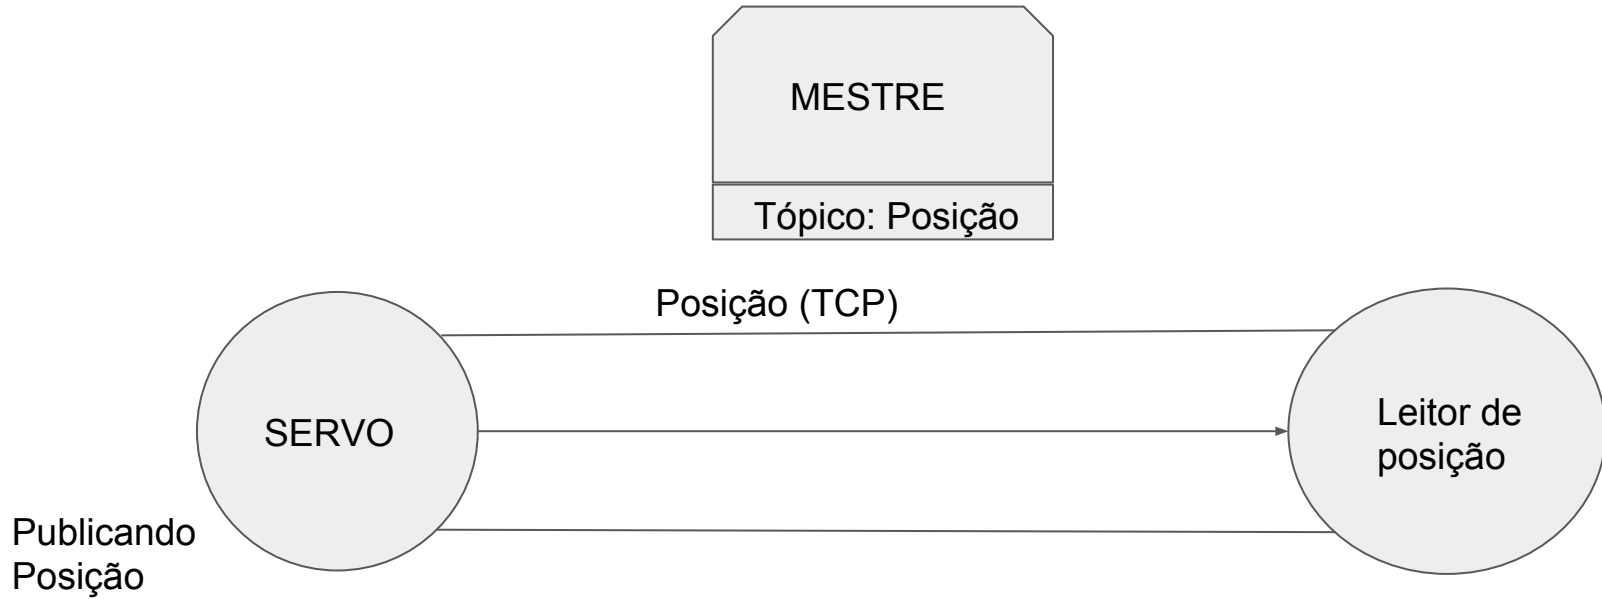 MESTRE
Tópico: Posição
Posição (TCP)
SERVO
Leitor de
posição
Publicando
Posição